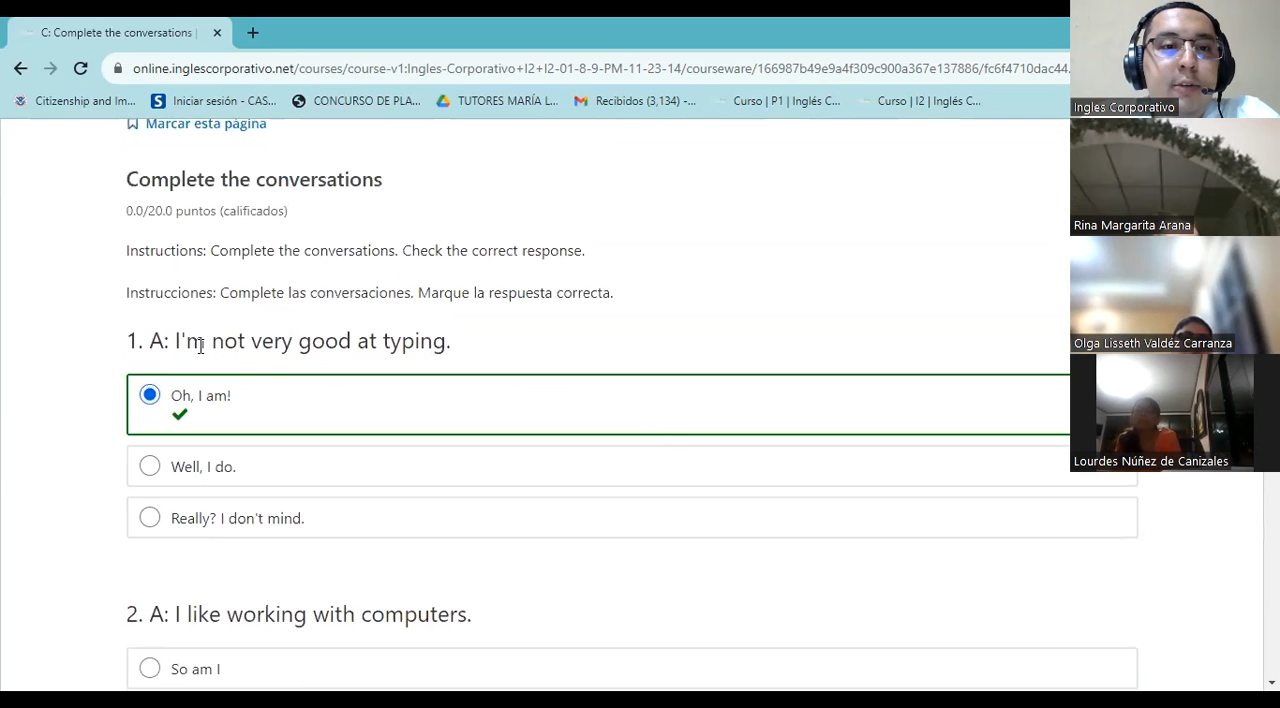 C: Complete the conversations |
online.inglescorporativo.net/courses/course-v1:Ingles-Corporativo+I2+I2-01-8-9-PM-11-23-14/courseware/166987b49e9a4f309c900a367e137886/fc6f4710dac44.
Citizenship and Im... Iniciar sesión - CAS... CONCURSO DE PLA... TUTORES MARÍA L... Recibidos (3,134) -... Curso | P1 | Inglés C... Curso | I2 | Inglés C...
Ingles Corporativo
Marcar esta página
Complete the conversations
0.0/20.0 puntos (calificados)
Rina Margarita Arana
Instructions: Complete the conversations. Check the correct response.
Instrucciones: Complete las conversaciones. Marque la respuesta correcta.
1. A: I'm not very good at typing.
Olga Lisseth Valdéz Carranza
Oh, I am!
Well, I do.
Lourdes Núñez de Canizales
Really? I don't mind.
2. A: I like working with computers.
So am I